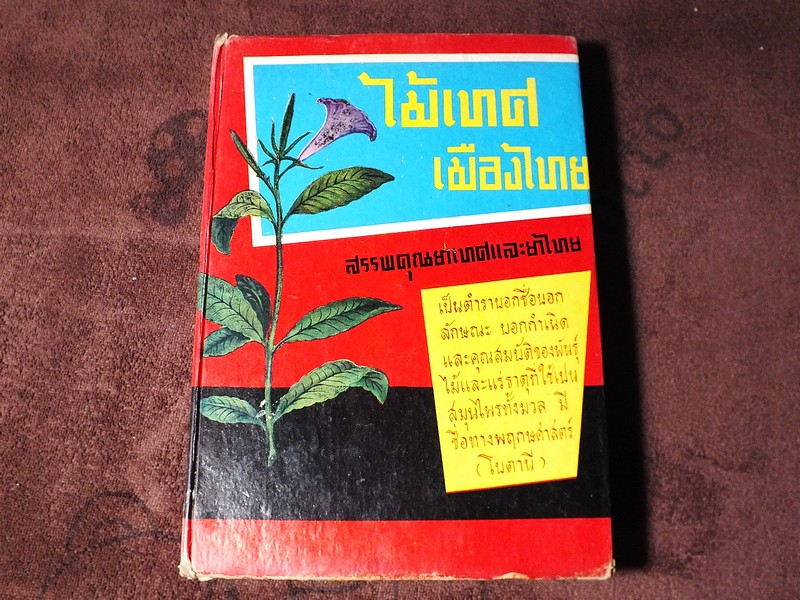 ไม้เทศ
เมืองไทย
สรรพคุณยาเทศและยาไทย
เป็นตำราบอกชื่อบอก
ลักษณะ บอกกำเนิด
และคุณสมบัติของพันธุ์
ไม้และแร่ธาตุที่ใช้เป็น
สมุนไพรทั้งมวล มี
ชื่อทางพฤกษศาสตร์
(โบตานี)